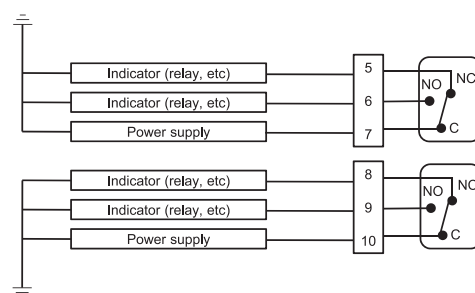 Indicator (relay, etc) 5 NC
Indicator (relay, etc) 6 NO
Power supply 7 C
Indicator (relay, etc) 8 NC
Indicator (relay, etc) 9 NO
Power supply 10 C